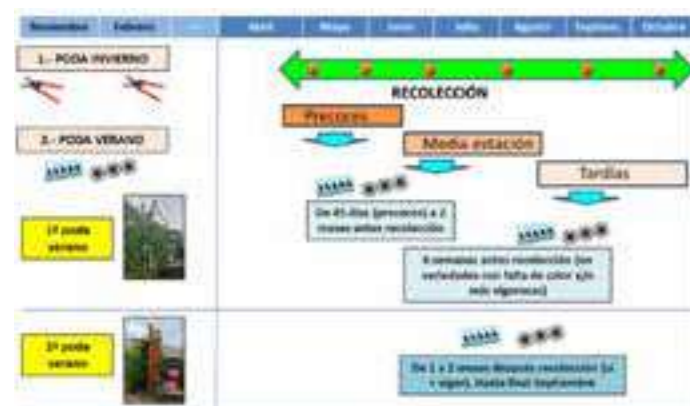 Noviembre Febrero Abril Mayo Junio Julio Agosto Septiem. Octubre
1.- PODA INVIERNO
RECOLECCIÓN
Precoces
2.- PODA VERANO
Media estación
Tardías
1ª poda
verano
De 45 días (precoces) a 2
meses antes recolección
4 semanas antes recolección (en
variedades con falta de color y/o
más vigorosas)
2ª poda
verano
De 1 a 2 meses después recolección (si
+ vigor). Hasta final Septiembre